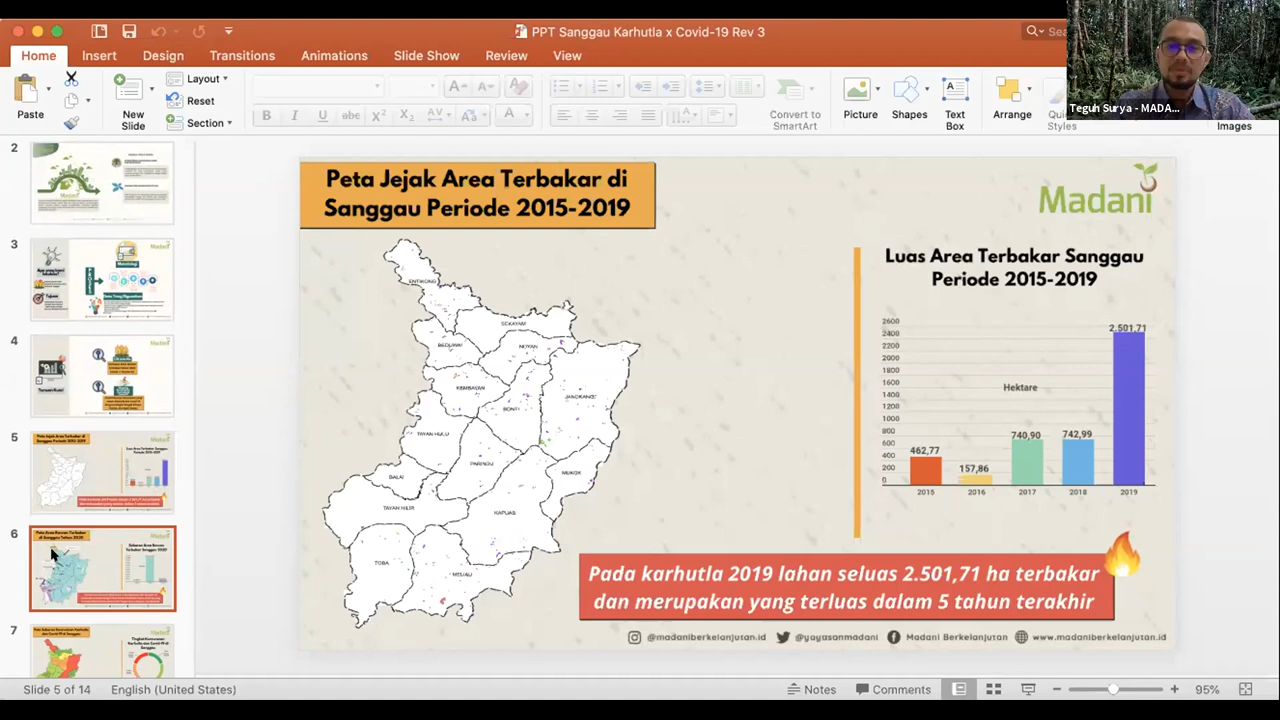 PPT Sanggau Karhutla x Covid-19 Rev 3
Sea
Home Insert Design Transitions Animations Slide Show Review View
Teguh Surya - MADA...
Paste
New
Slide
Layout
Reset
Section
Convert to
SmartArt
Picture
Shapes
Text
Box
Arrange
Quick
Styles
Images
2
3
4
5
6
7
Peta Jejak Area Terbakar di
Sanggau Periode 2015-2019
Madani
ENTIKONG
SEKAYAM
BEDUWAI
NOYAN
KEMBAYAN
JANGKANG
BONTI
TAYAN HULU
PARINDU
MUKOK
BALAI
TAYAN HILIR
KAPUAS
TOBA
MELIAU
Luas Area Terbakar Sanggau
Periode 2015-2019
2600
2400
2200
2000
1800
1600
1400
1200
1000
800
600
400
200
0
Hektare
462,77
157,86
740,90
742,99
2.501,71
2015 2016 2017 2018 2019
Pada karhutla 2019 lahan seluas 2.501,71 ha terbakar
dan merupakan yang terluas dalam 5 tahun terakhir
@madaniberkelanjutan.id @yayasanmadani Madani Berkelanjutan www.madaniberkelanjutan.id
Slide 5 of 14 English (United States) Notes Comments 95%